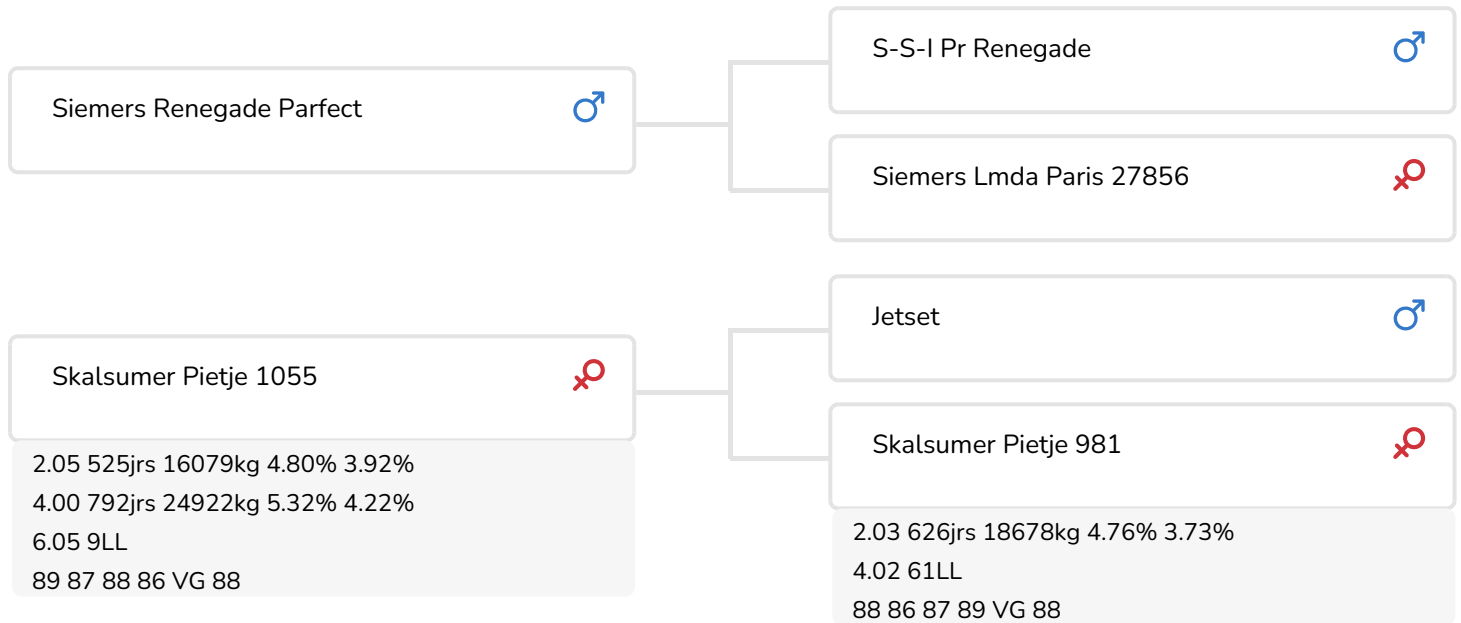 Siemers Renegade Parfect
S-S-I Pr Renegade
Siemers Lmda Paris 27856
Skalsumer Pietje 1055
2.05 525jrs 16079kg 4.80% 3.92%
4.00 792jrs 24922kg 5.32% 4.22%
6.05 9LL
89 87 88 86 VG 88
Jetset
Skalsumer Pietje 981
2.03 626jrs 18678kg 4.76% 3.73%
4.02 61LL
88 86 87 89 VG 88